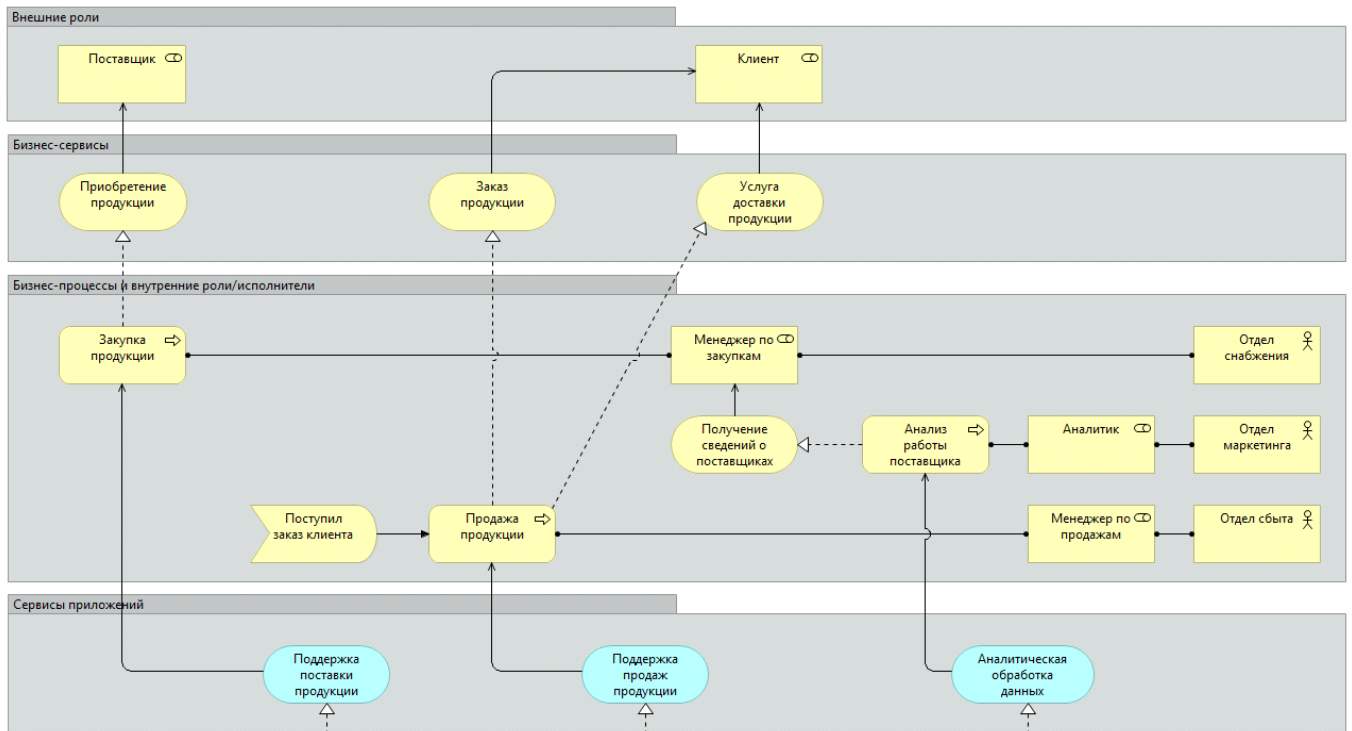 Внешние роли
Поставщик
Клиент
Бизнес-сервисы
Приобретение
продукции
Заказ
продукции
Услуга
доставки
продукции
Бизнес-процессы и внутренние роли/исполнители
Закупка
продукции
Менеджер по
закупкам
Отдел
снабжения
Получение
сведений о
поставщиках
Анализ
работы
поставщика
Аналитик
Отдел
маркетинга
Поступил
заказ клиента
Продажа
продукции
Менеджер по
продажам
Отдел сбыта
Сервисы приложений
Поддержка
поставки
продукции
Поддержка
продаж
продукции
Аналитическая
обработка
данных